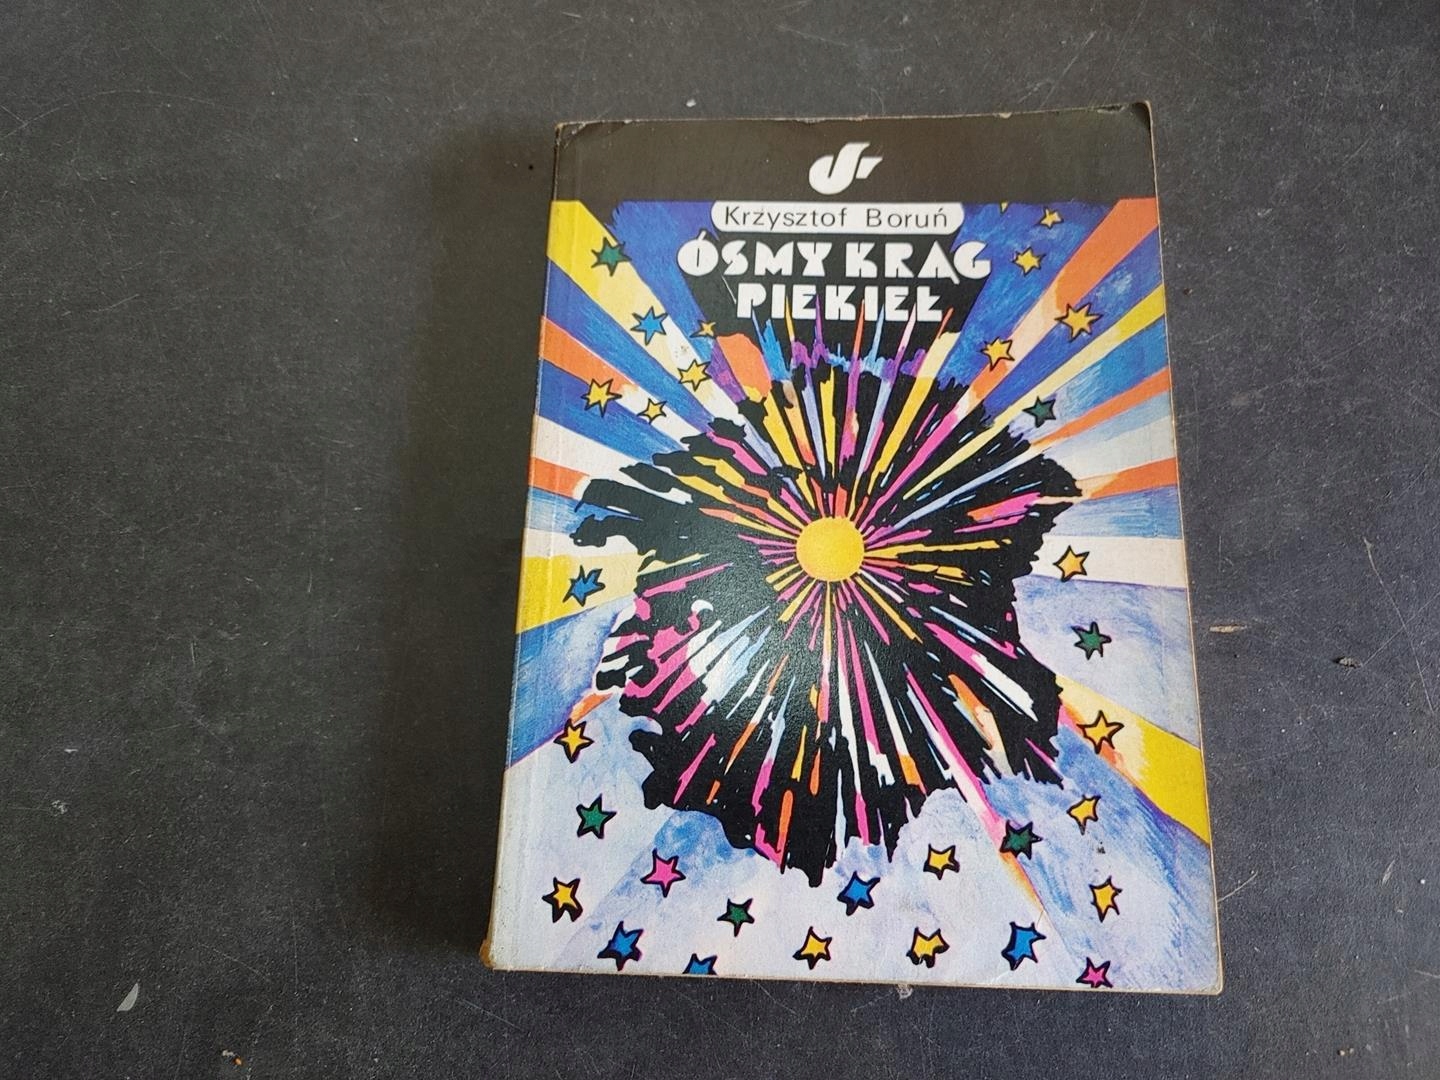 Krzysztof Boruń
ÓSMY KRĄG
PIEKIEŁ